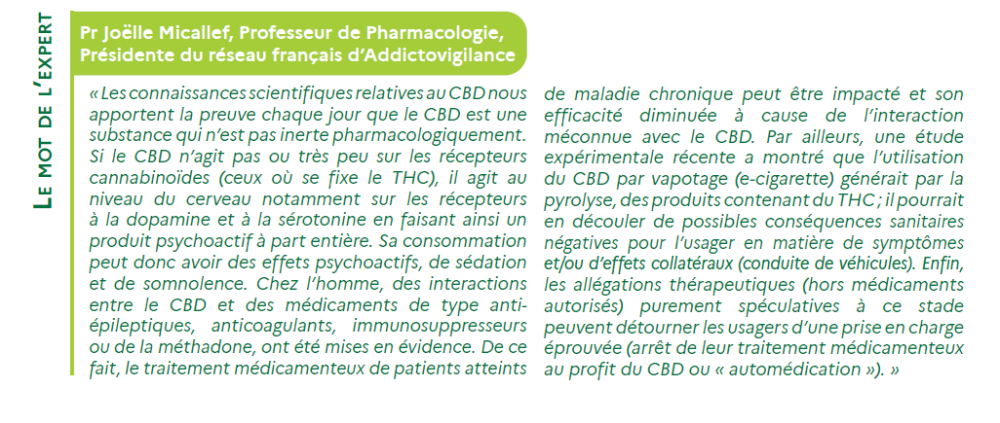 LE MOT DE L'EXPERT
Pr Joëlle Micallef, Professeur de Pharmacologie,
Présidente du réseau français d'Addictovigilance
« Les connaissances scientifiques relatives au CBD nous
apportent la preuve chaque jour que le CBD est une
substance qui n'est pas inerte pharmacologiquement.
Si le CBD n'agit pas ou très peu sur les récepteurs
cannabinoïdes (ceux où se fixe le THC), il agit au
niveau du cerveau notamment sur les récepteurs
à la dopamine et à la sérotonine en faisant ainsi un
produit psychoactif à part entière. Sa consommation
peut donc avoir des effets psychoactifs, de sédation
et de somnolence. Chez l'homme, des interactions
entre le CBD et des médicaments de type anti-
épileptiques, anticoagulants, immunosuppresseurs
ou de la méthadone, ont été mises en évidence. De ce
fait, le traitement médicamenteux de patients atteints
de maladie chronique peut être impacté et son
efficacité diminuée à cause de l'interaction
méconnue avec le CBD. Par ailleurs, une étude
expérimentale récente a montré que l'utilisation
du CBD par vapotage (e-cigarette) générait par la
pyrolyse, des produits contenant du THC ; il pourrait
en découler de possibles conséquences sanitaires
négatives pour l'usager en matière de symptômes
et/ou d'effets collatéraux (conduite de véhicules). Enfin,
les allégations thérapeutiques (hors médicaments
autorisés) purement spéculatives à ce stade
peuvent détourner les usagers d'une prise en charge
éprouvée (arrêt de leur traitement médicamenteux
au profit du CBD ou « automédication »). »